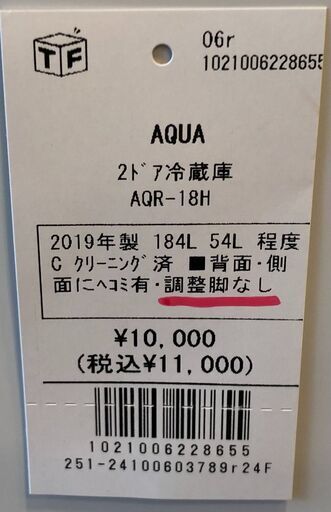 TF
06r
1021006228655
AQUA
2ﾄﾞｱ冷蔵庫
AQR-18H
2019年製 184L 54L 程度
C ｸﾘｰﾆﾝｸﾞ済 ■背面・側
面にヘコミ有・調整脚なし
¥10,000
(税込¥11,000)
1021006228655
251-24100603789r24F